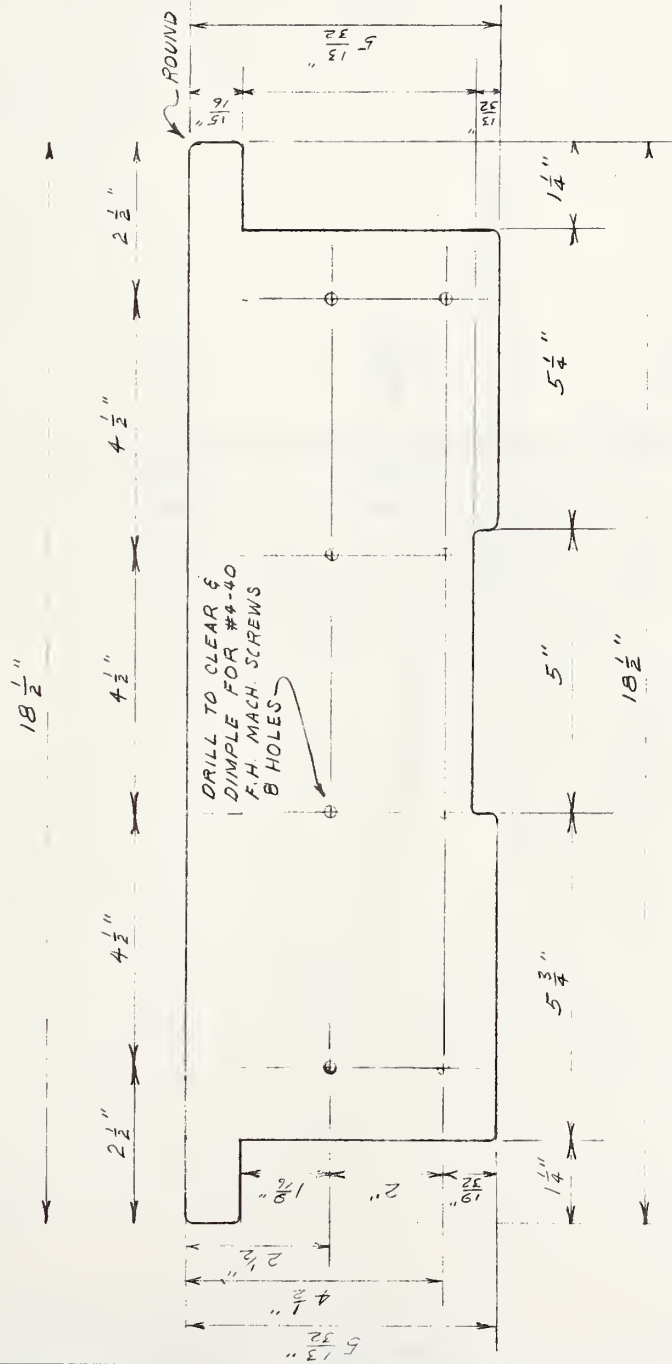 18 1/2"
2 1/2" 4 1/2" 4 1/2" 4 1/2" 2 1/2"
ROUND
15/16"
5 13/32"
13/32"
DRILL TO CLEAR &
DIMPLE FOR #4-40
F.H. MACH. SCREWS
8 HOLES
1 9/16"
2"
19/32"
2 1/2"
4 1/2"
5 13/32"
1 1/4" 5 3/4" 5" 5 1/4" 1 1/4"
18 1/2"